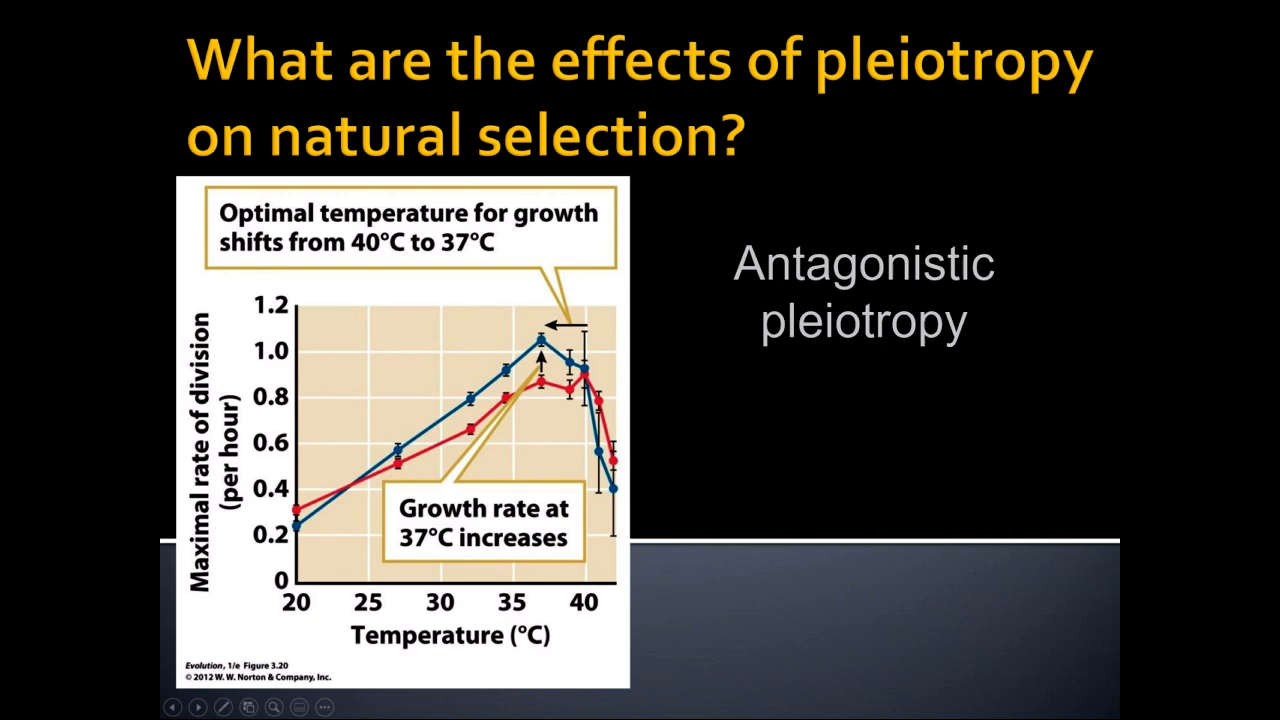 What are the effects of pleiotropy
on natural selection?
Optimal temperature for growth
shifts from 40°C to 37°C
Antagonistic
pleiotropy
Maximal rate of division
(per hour)
1.2
1.0
0.8
0.6
0.4
0.2
0
Growth rate at
37°C increases
20 25 30 35 40
Temperature (°C)
Evolution, 1/e Figure 3.20
© 2012 W. W. Norton & Company, Inc.